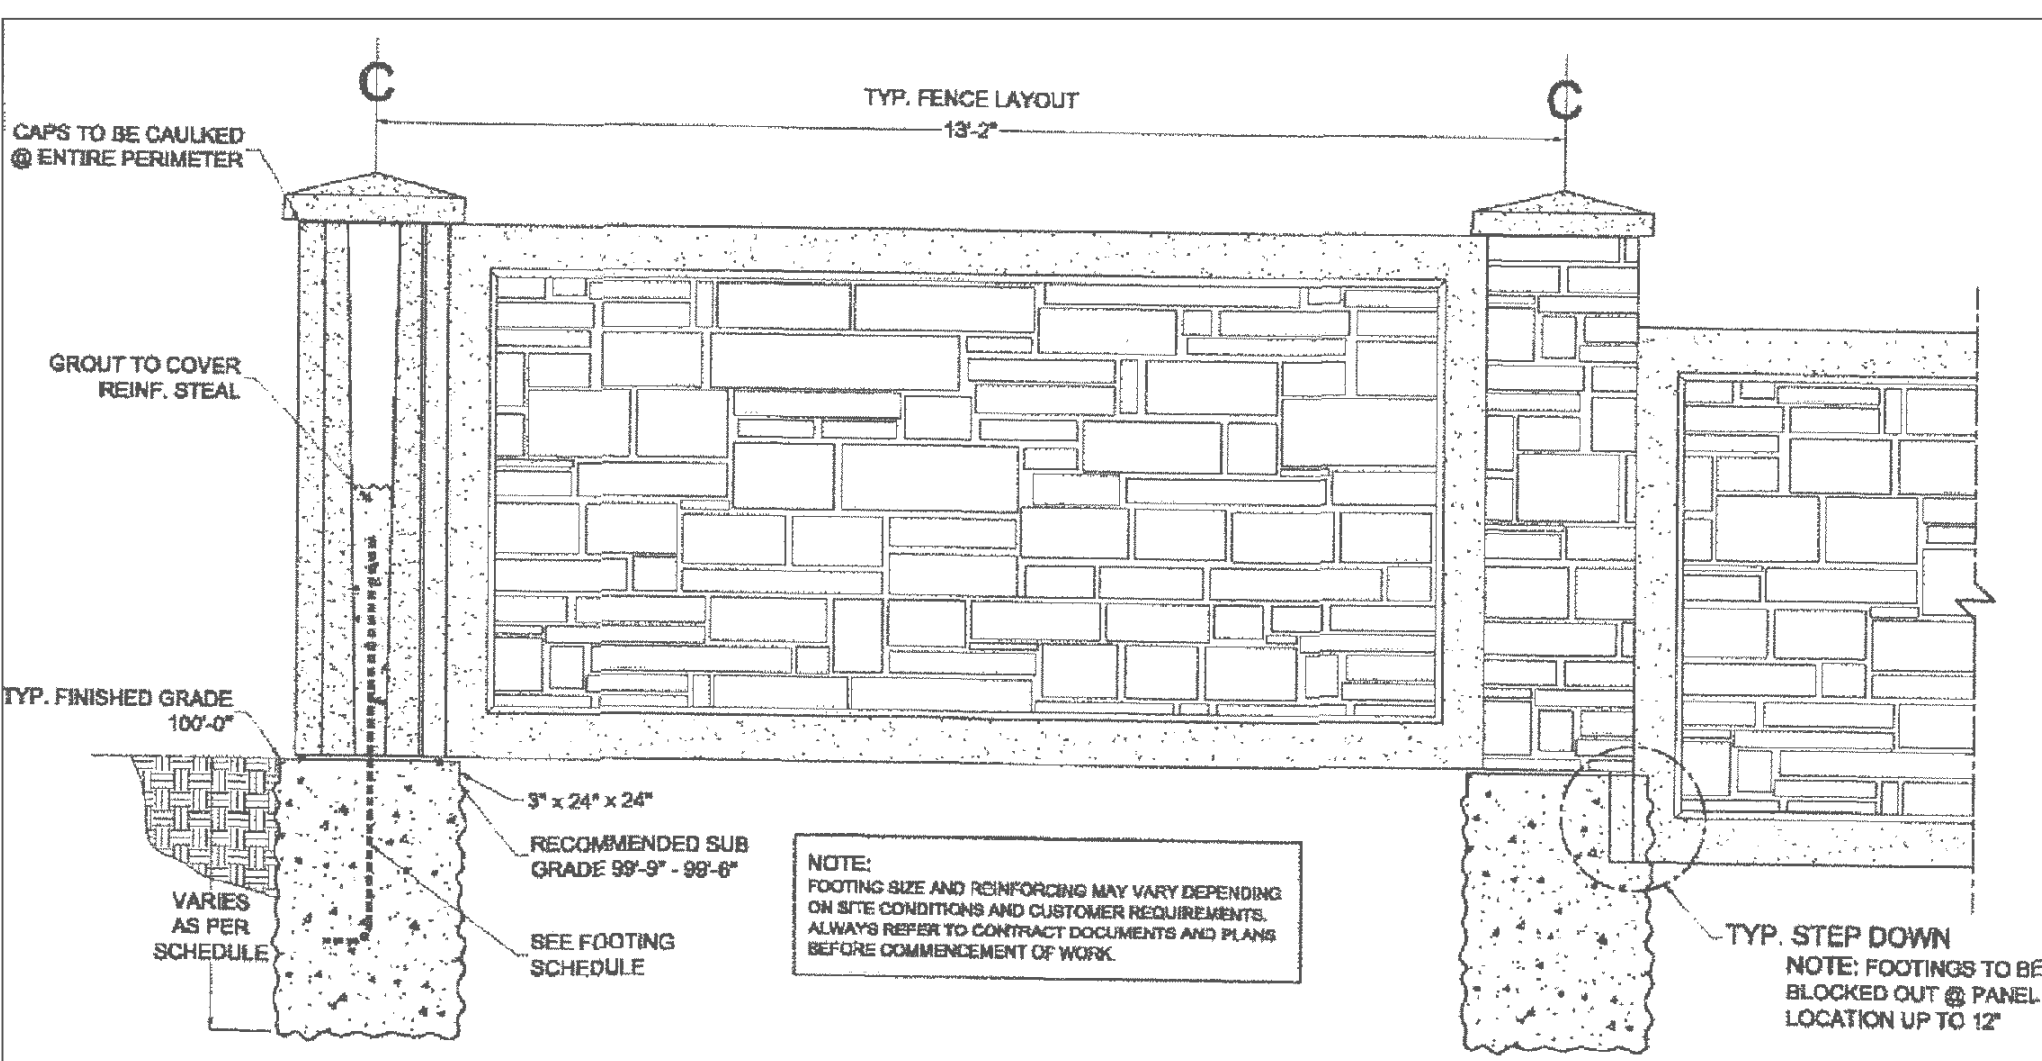 C
C
TYP. FENCE LAYOUT
13'-2"
CAPS TO BE CAULKED
@ ENTIRE PERIMETER
GROUT TO COVER
REINF. STEAL
TYP. FINISHED GRADE
100'-0"
3" x 24" x 24"
RECOMMENDED SUB
GRADE 99'-9" - 99'-6"
VARIES
AS PER
SCHEDULE
SEE FOOTING
SCHEDULE
NOTE:
FOOTING SIZE AND REINFORCING MAY VARY DEPENDING
ON SITE CONDITIONS AND CUSTOMER REQUIREMENTS.
ALWAYS REFER TO CONTRACT DOCUMENTS AND PLANS
BEFORE COMMENCEMENT OF WORK.
TYP. STEP DOWN
NOTE: FOOTINGS TO BE
BLOCKED OUT @ PANEL
LOCATION UP TO 12"